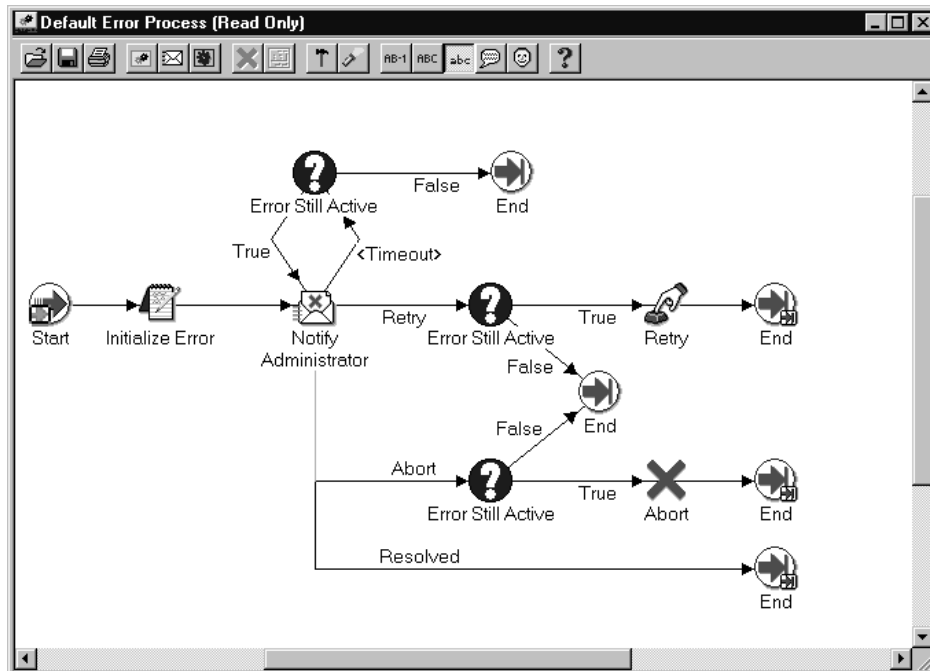 Default Error Process (Read Only)
AB-1 ABC abc ?
Error Still Active
False
End
True
<Timeout>
Start
Initialize Error
Notify
Administrator
Retry
Error Still Active
True
Retry
End
False
End
False
Abort
Error Still Active
True
Abort
End
Resolved
End